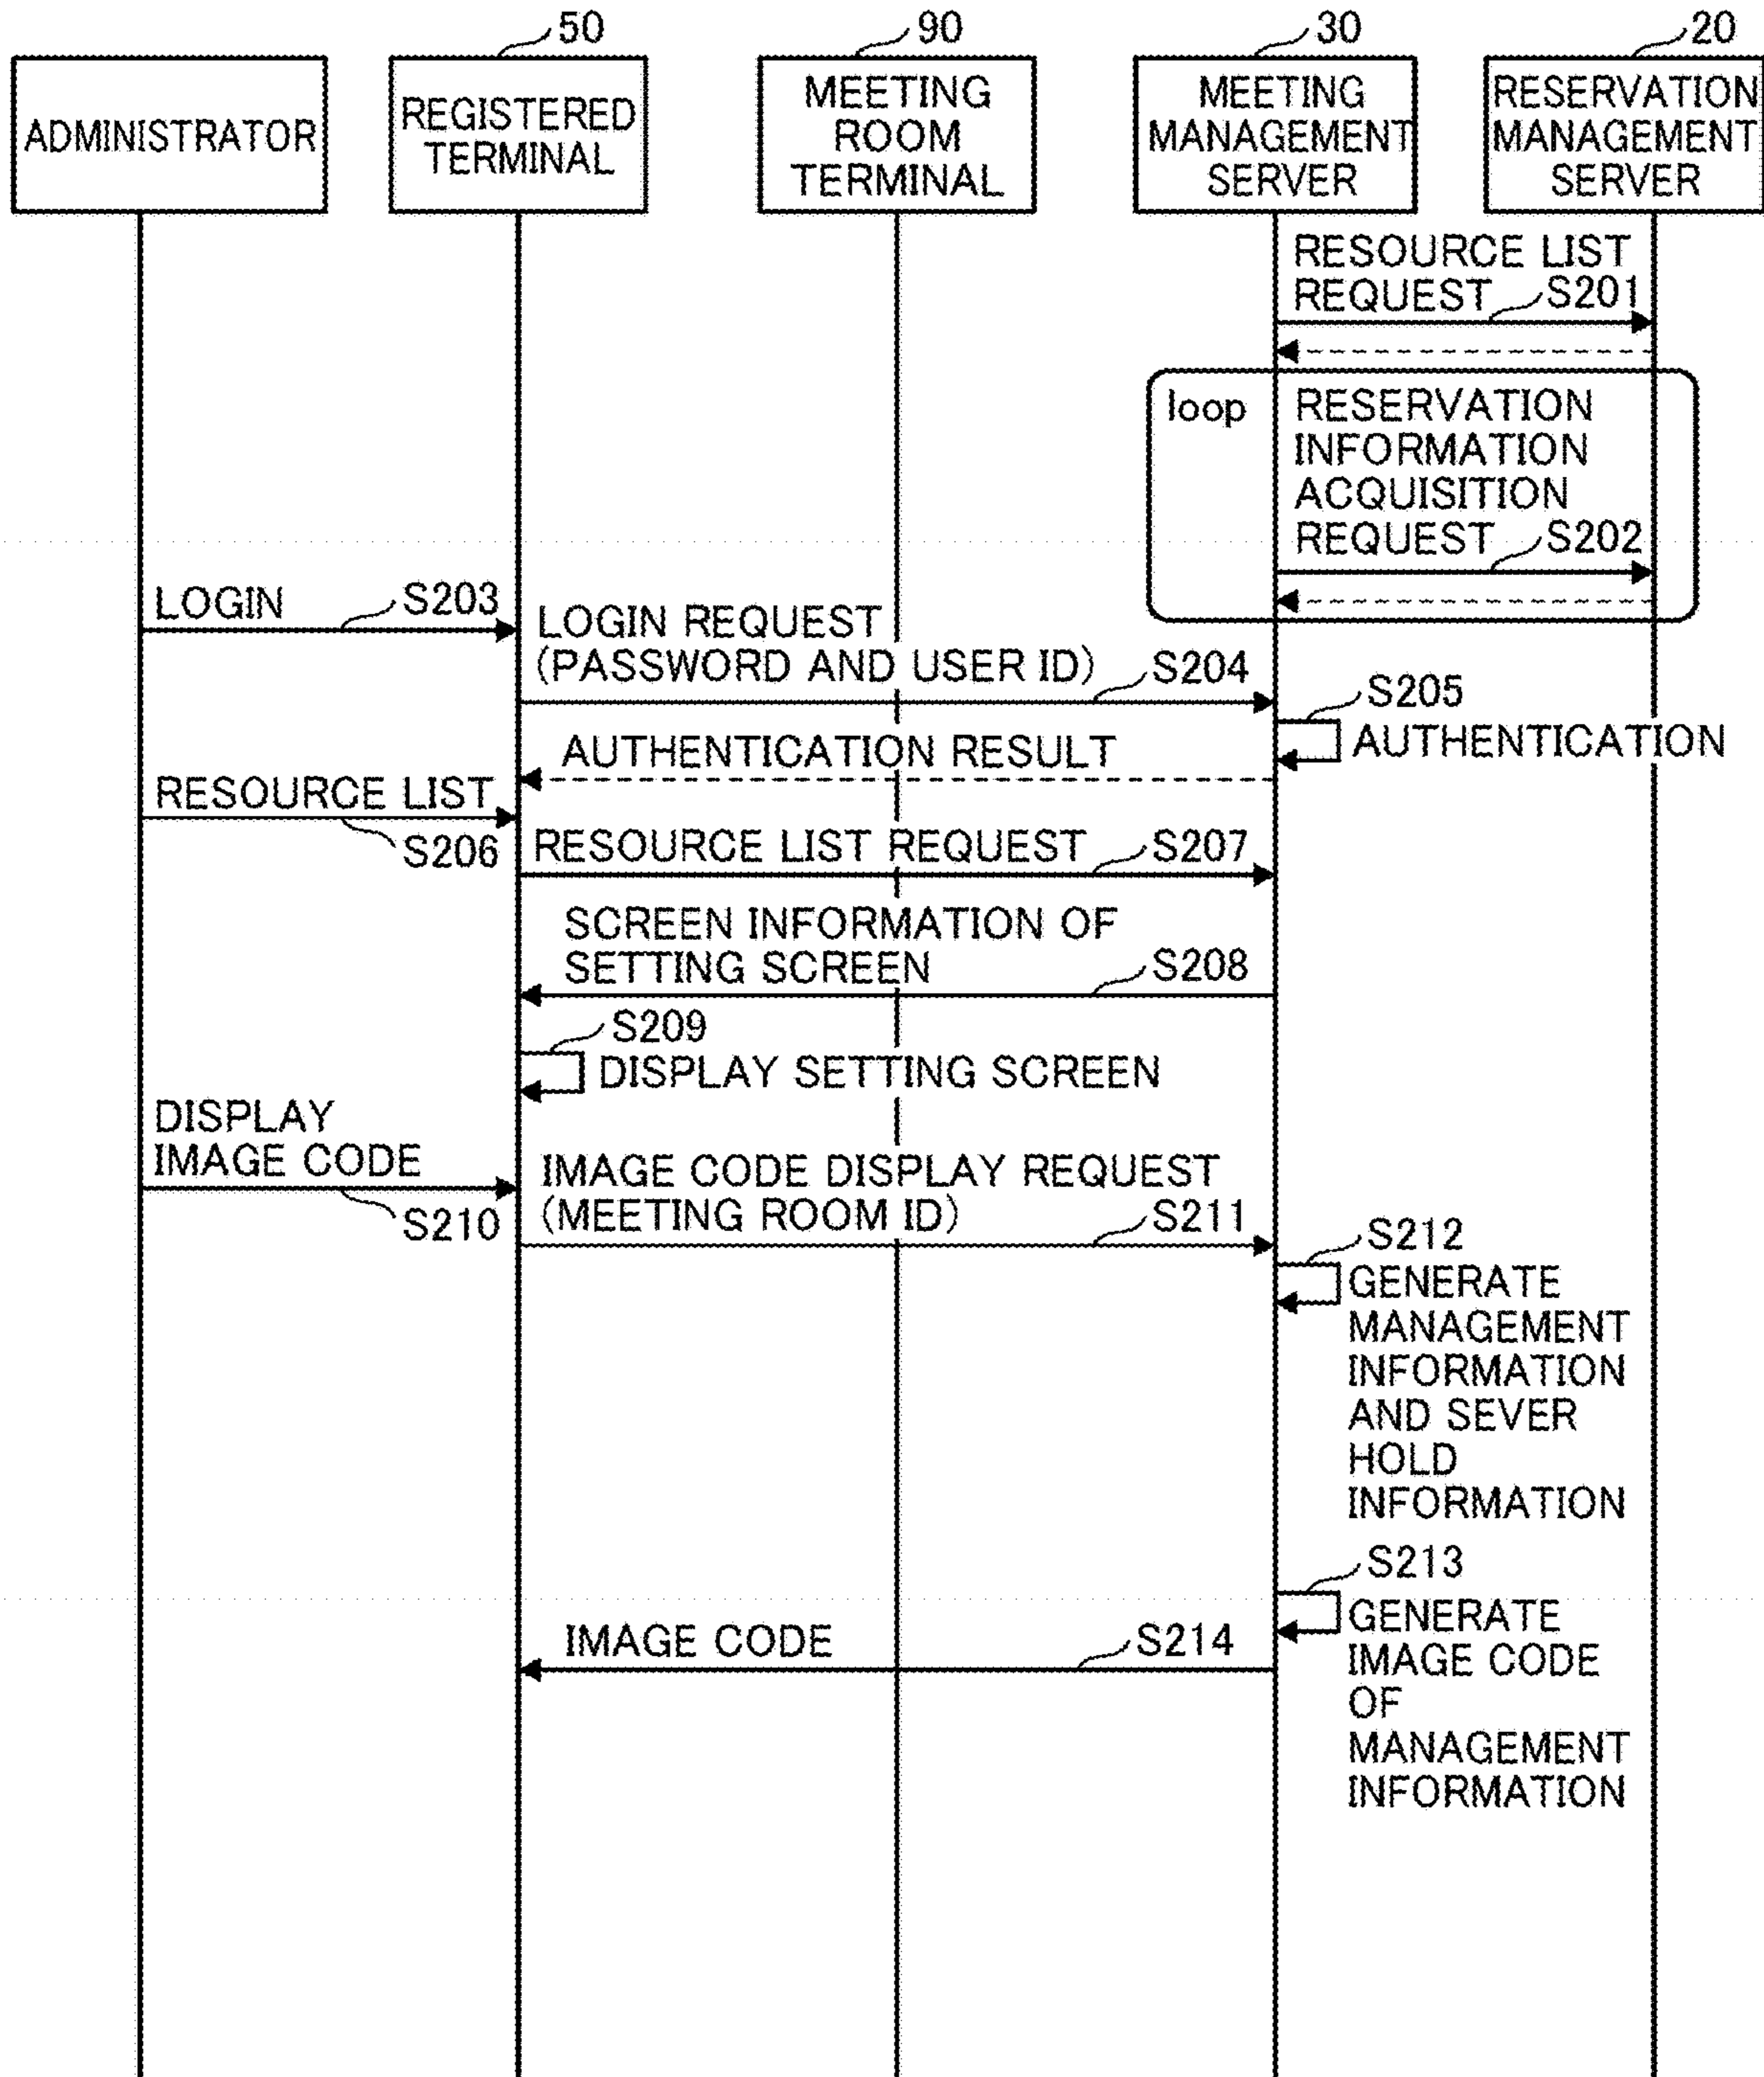 50
90
30
20
ADMINISTRATOR
REGISTERED
TERMINAL
MEETING
ROOM
TERMINAL
MEETING
MANAGEMENT
SERVER
RESERVATION
MANAGEMENT
SERVER
RESOURCE LIST
REQUEST
S201
loop
RESERVATION
INFORMATION
ACQUISITION
REQUEST
S202
LOGIN
S203
LOGIN REQUEST
(PASSWORD AND USER ID)
S204
S205
AUTHENTICATION
AUTHENTICATION RESULT
RESOURCE LIST
S206
RESOURCE LIST REQUEST
S207
SCREEN INFORMATION OF
SETTING SCREEN
S208
S209
DISPLAY SETTING SCREEN
DISPLAY
IMAGE CODE
S210
IMAGE CODE DISPLAY REQUEST
(MEETING ROOM ID)
S211
S212
GENERATE
MANAGEMENT
INFORMATION
AND SEVER
HOLD
INFORMATION
S213
GENERATE
IMAGE CODE
OF
MANAGEMENT
INFORMATION
IMAGE CODE
S214